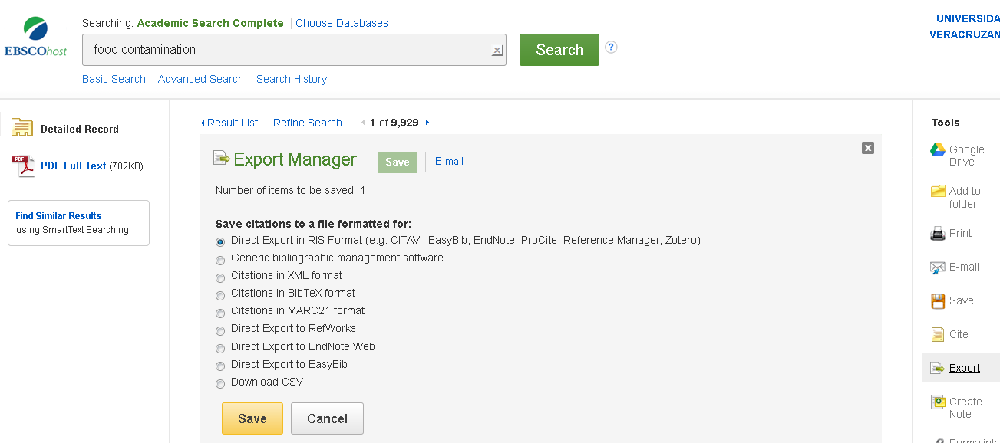 Searching: Academic Search Complete Choose Databases
UNIVERSIDA
VERACRUZAN
EBSCOhost
food contamination
Search
?
Basic Search Advanced Search Search History
Detailed Record
PDF
PDF Full Text (702KB)
Find Similar Results
using SmartText Searching.
Result List Refine Search 1 of 9,929
Export Manager Save E-mail
Number of items to be saved: 1
Save citations to a file formatted for:
Direct Export in RIS Format (e.g. CITAVI, EasyBib, EndNote, ProCite, Reference Manager, Zotero)
Generic bibliographic management software
Citations in XML format
Citations in BibTeX format
Citations in MARC21 format
Direct Export to RefWorks
Direct Export to EndNote Web
Direct Export to EasyBib
Download CSV
Save Cancel
Tools
Google
Drive
Add to
folder
Print
E-mail
Save
Cite
Export
Create
Note
Permalink